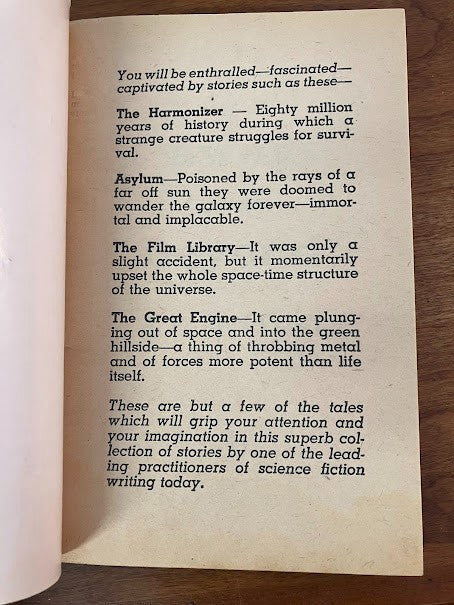 You will be enthralled—fascinated—
captivated by stories such as these—
The Harmonizer — Eighty million
years of history during which a
strange creature struggles for survi-
val.
Asylum—Poisoned by the rays of a
far off sun they were doomed to
wander the galaxy forever—immor-
tal and implacable.
The Film Library—It was only a
slight accident, but it momentarily
upset the whole space-time structure
of the universe.
The Great Engine—It came plung-
ing out of space and into the green
hillside—a thing of throbbing metal
and of forces more potent than life
itself.
These are but a few of the tales
which will grip your attention and
your imagination in this superb col-
lection of stories by one of the lead-
ing practitioners of science fiction
writing today.